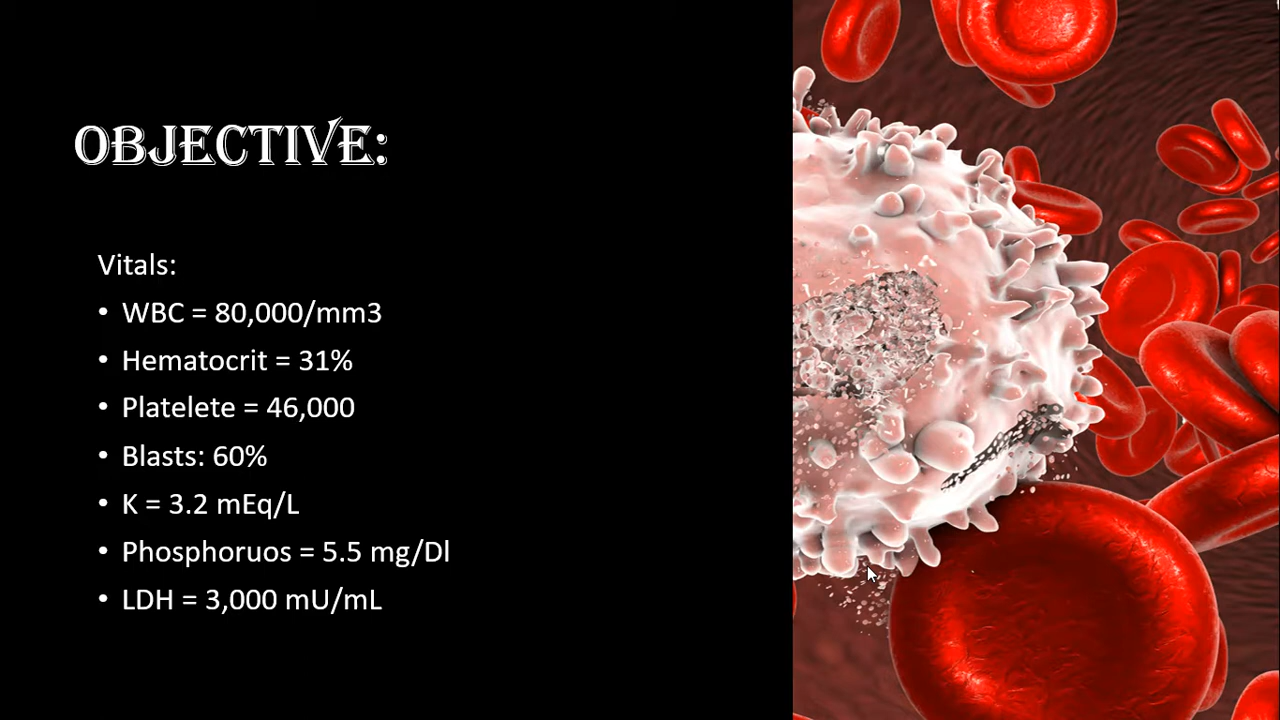 OBJECTIVE:
Vitals:
• WBC = 80,000/mm3
• Hematocrit = 31%
• Platelete = 46,000
• Blasts: 60%
• K = 3.2 mEq/L
• Phosphoruos = 5.5 mg/Dl
• LDH = 3,000 mU/mL